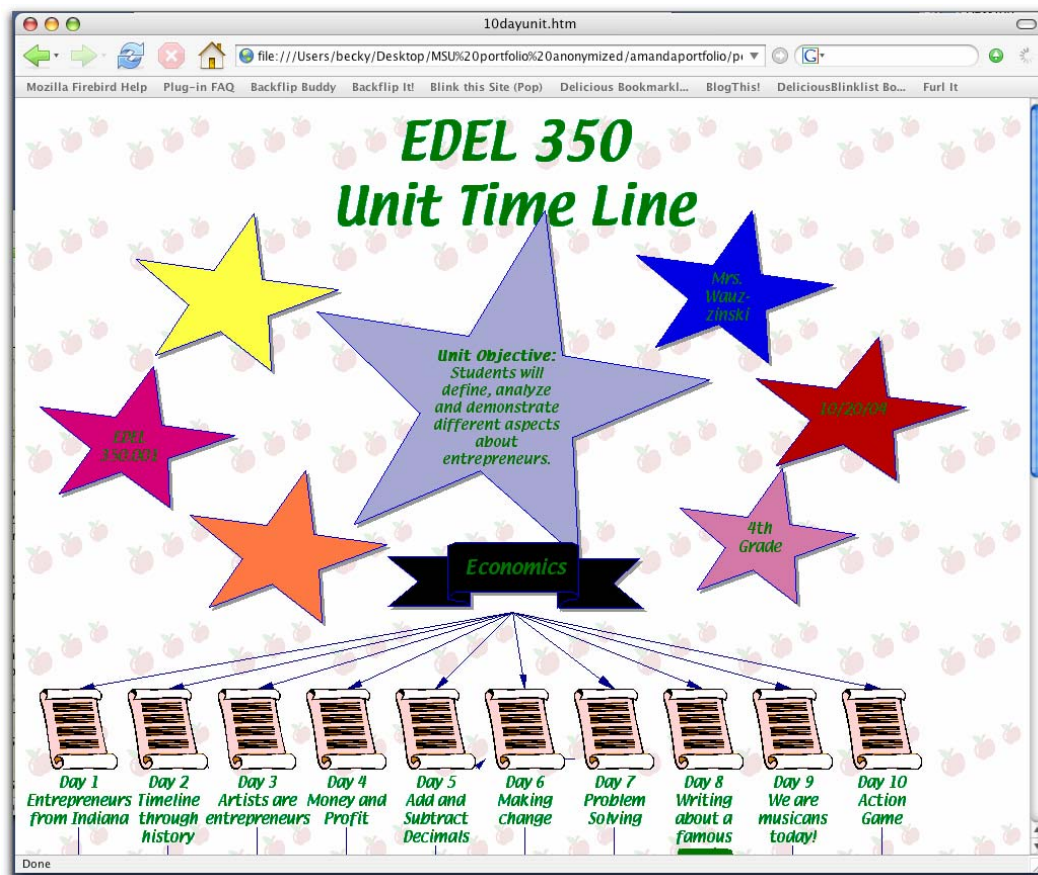 10dayunit.htm
file:///Users/becky/Desktop/MSU%20portfolio%20anonymized/amandaportfolio/p
G
Mozilla Firebird Help Plug-in FAQ Backflip Buddy Backflip It! Blink this Site (Pop) Delicious Bookmarkl... BlogThis! DeliciousBlinklist Bo... Furl It
EDEL 350
Unit Time Line
Mrs.
Wauz-
zinski
Unit Objective:
Students will
define, analyze
and demonstrate
different aspects
about
entrepreneurs.
10/20/04
EDEL
350.001
4th
Grade
Economics
Day 1
Entrepreneurs
from Indiana
Day 2
Timeline
through
history
Day 3
Artists are
entrepreneurs
Day 4
Money and
Profit
Day 5
Add and
Subtract
Decimals
Day 6
Making
change
Day 7
Problem
Solving
Day 8
Writing
about a
famous
Day 9
We are
musicans
today!
Day 10
Action
Game
Done